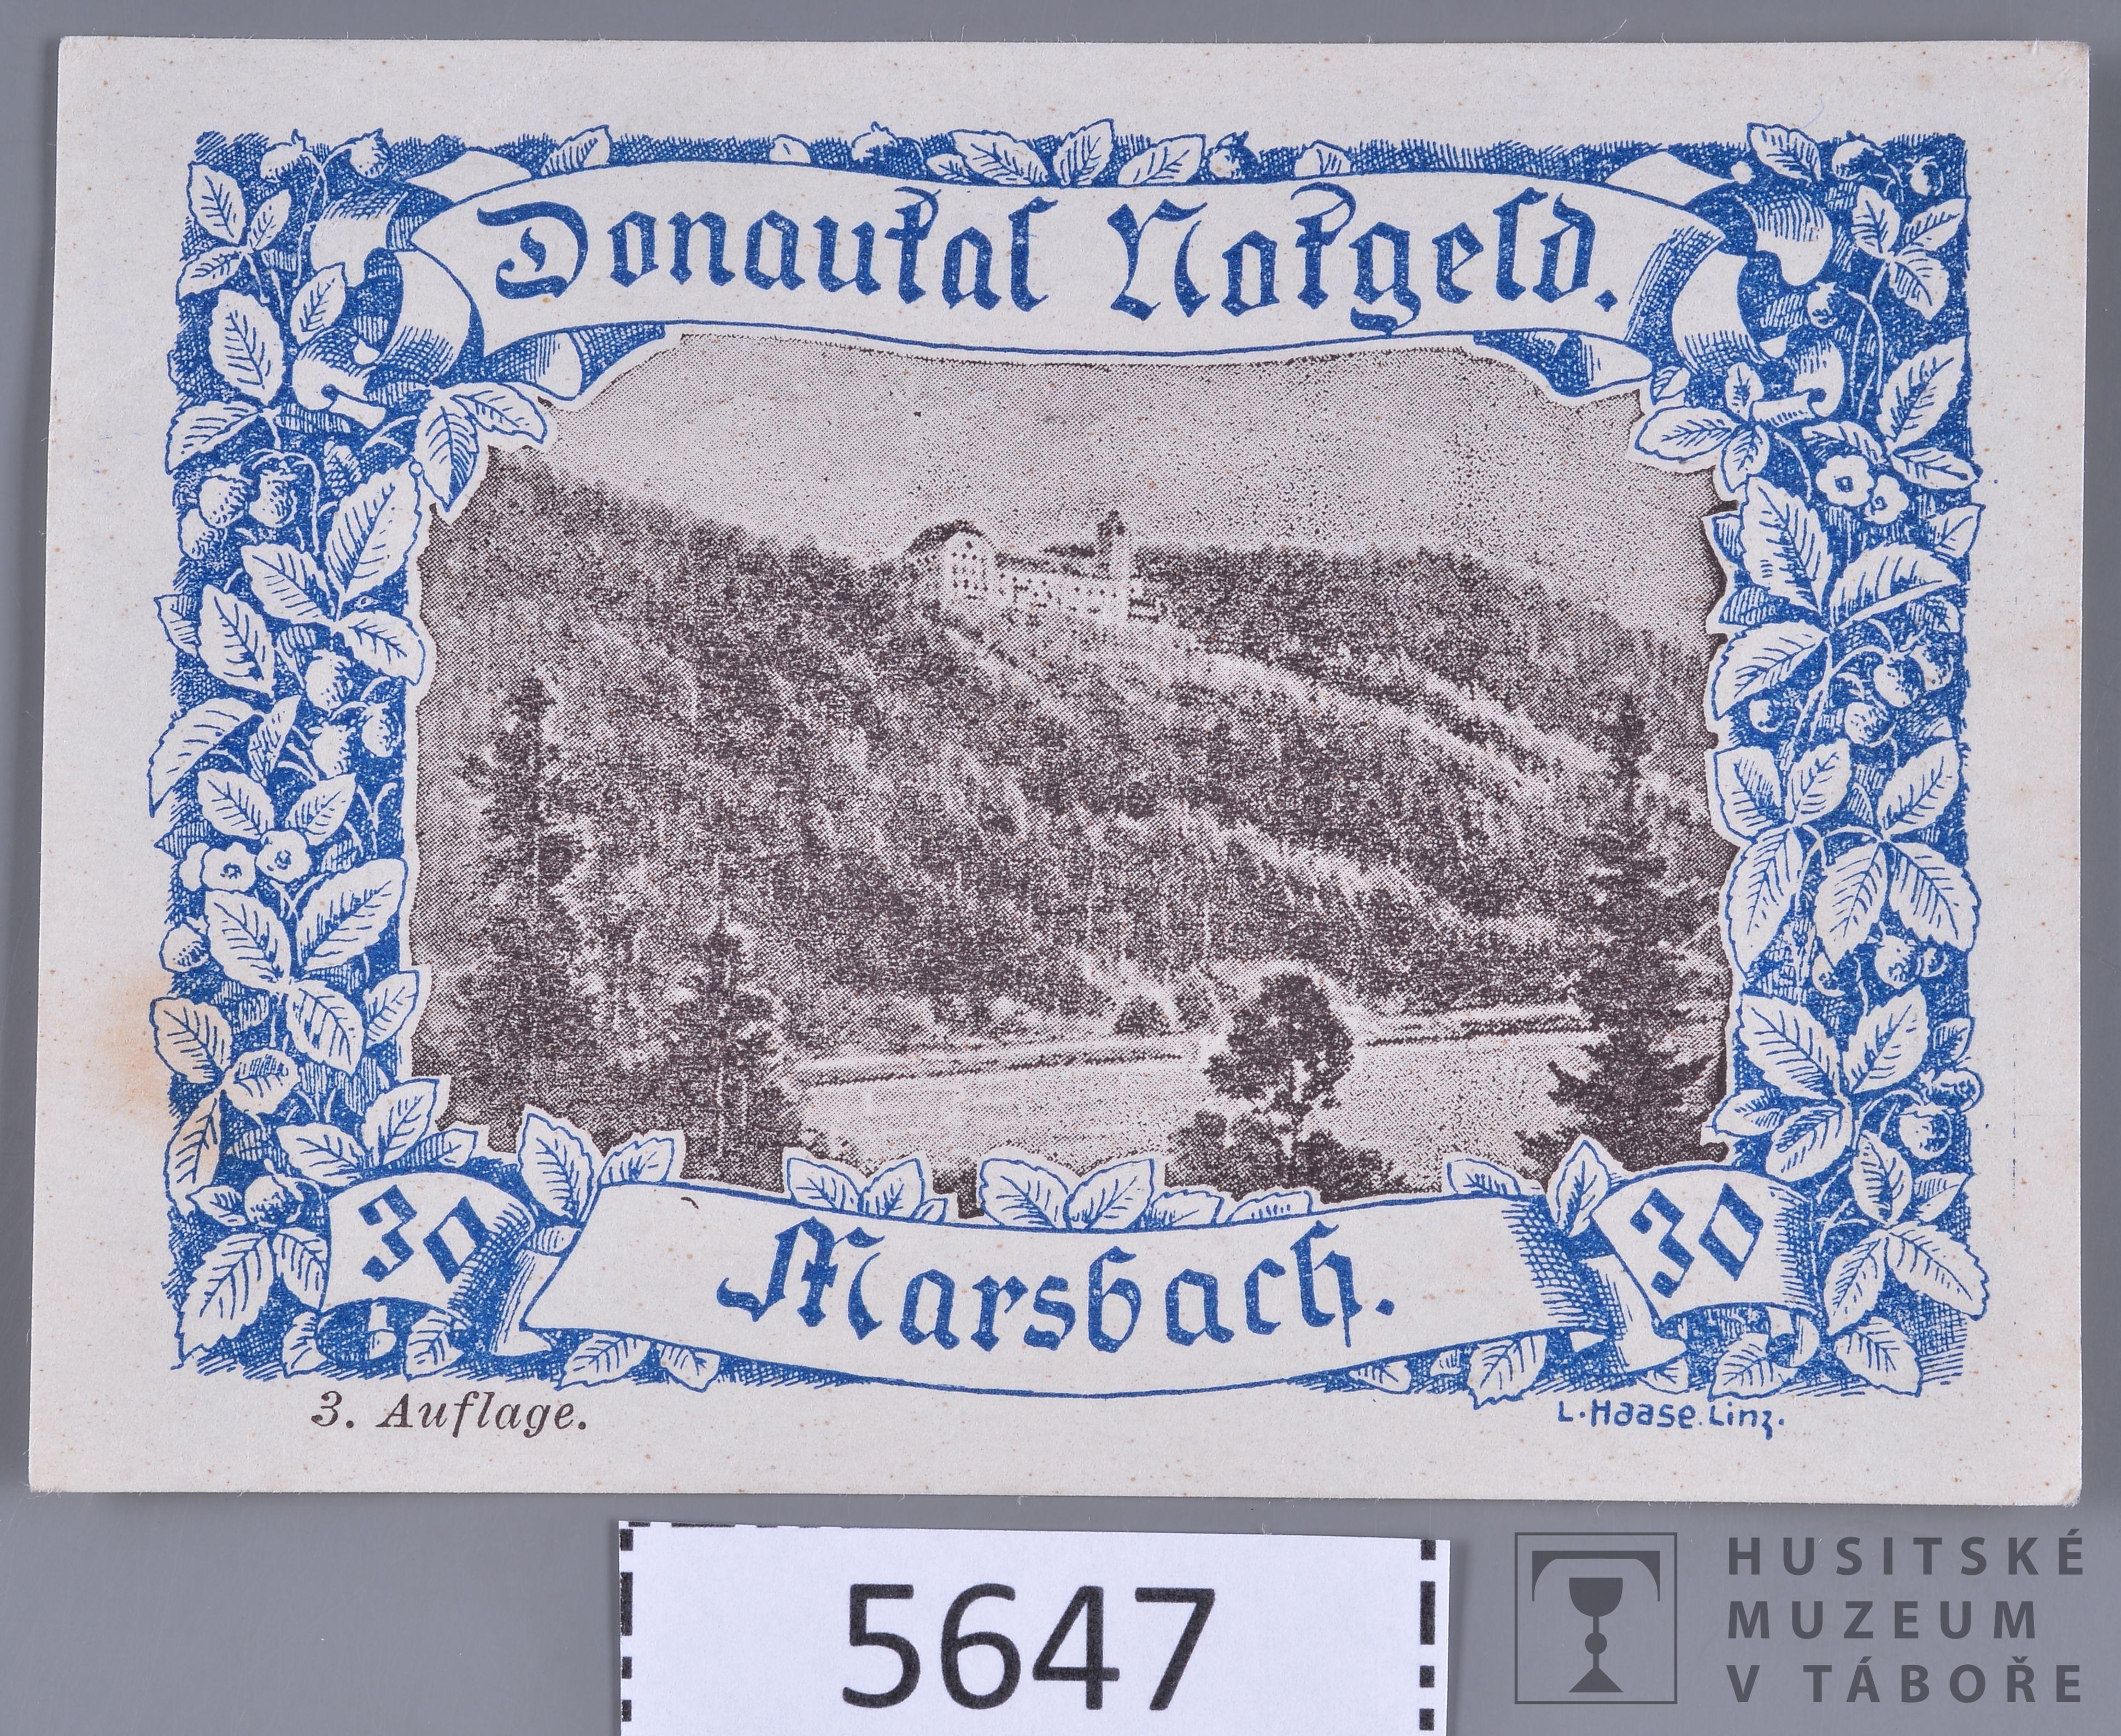 Donautal Notgeld.
30
Marsbach.
30
3. Auflage.
L. Haase. Linz.
5647
HUSITSKÉ
MUZEUM
V TÁBOŘE